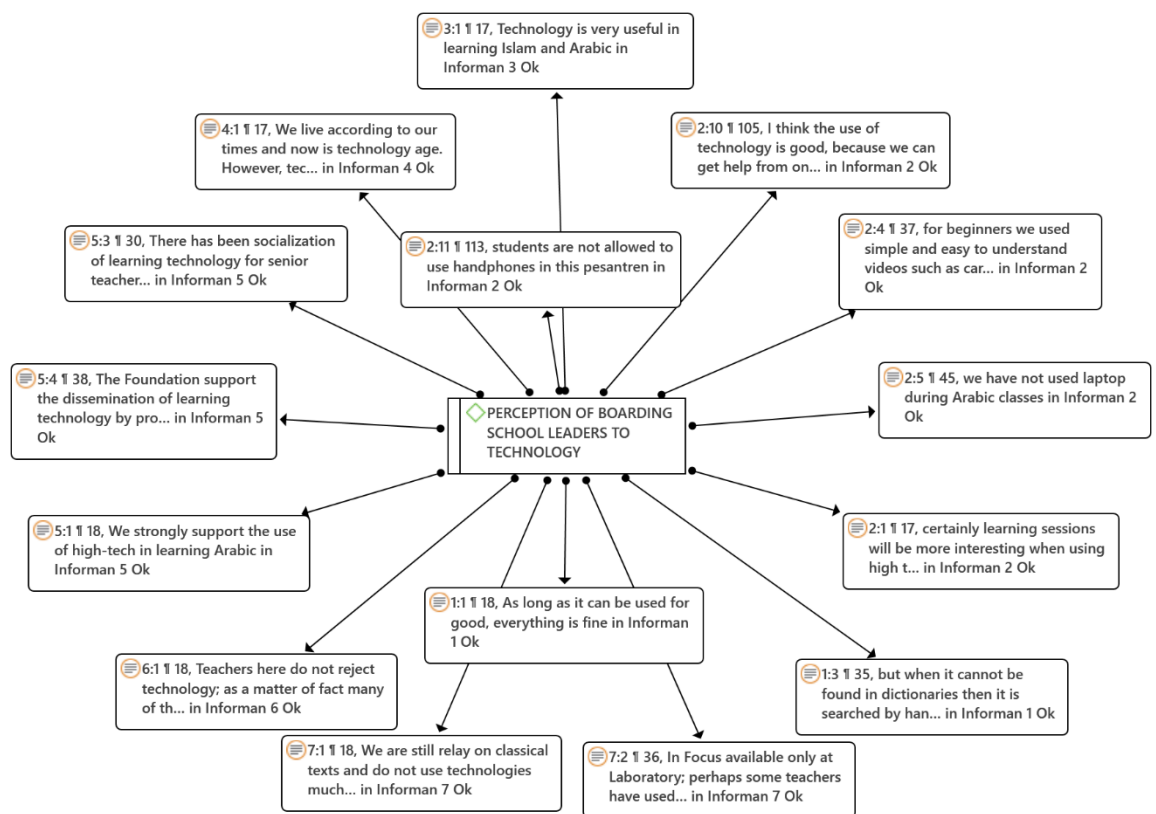 3:1 ¶ 17, Technology is very useful in
learning Islam and Arabic in
Informan 3 Ok
4:1 ¶ 17, We live according to our
times and now is technology age.
However, tec... in Informan 4 Ok
2:10 ¶ 105, I think the use of
technology is good, because we can
get help from on... in Informan 2 Ok
5:3 ¶ 30, There has been socialization
of learning technology for senior
teacher... in Informan 5 Ok
2:11 ¶ 113, students are not allowed to
use handphones in this pesantren in
Informan 2 Ok
2:4 ¶ 37, for beginners we used
simple and easy to understand
videos such as car... in Informan 2
Ok
5:4 ¶ 38, The Foundation support
the dissemination of learning
technology by pro... in Informan 5
Ok
PERCEPTION OF BOARDING
SCHOOL LEADERS TO
TECHNOLOGY
2:5 ¶ 45, we have not used laptop
during Arabic classes in Informan 2
Ok
5:1 ¶ 18, We strongly support the use
of high-tech in learning Arabic in
Informan 5 Ok
2:1 ¶ 17, certainly learning sessions
will be more interesting when using
high t... in Informan 2 Ok
1:1 ¶ 18, As long as it can be used for
good, everything is fine in Informan
1 Ok
6:1 ¶ 18, Teachers here do not reject
technology; as a matter of fact many
of th... in Informan 6 Ok
1:3 ¶ 35, but when it cannot be
found in dictionaries then it is
searched by han... in Informan 1 Ok
7:1 ¶ 18, We are still relay on classical
texts and do not use technologies
much... in Informan 7 Ok
7:2 ¶ 36, In Focus available only at
Laboratory; perhaps some teachers
have used... in Informan 7 Ok